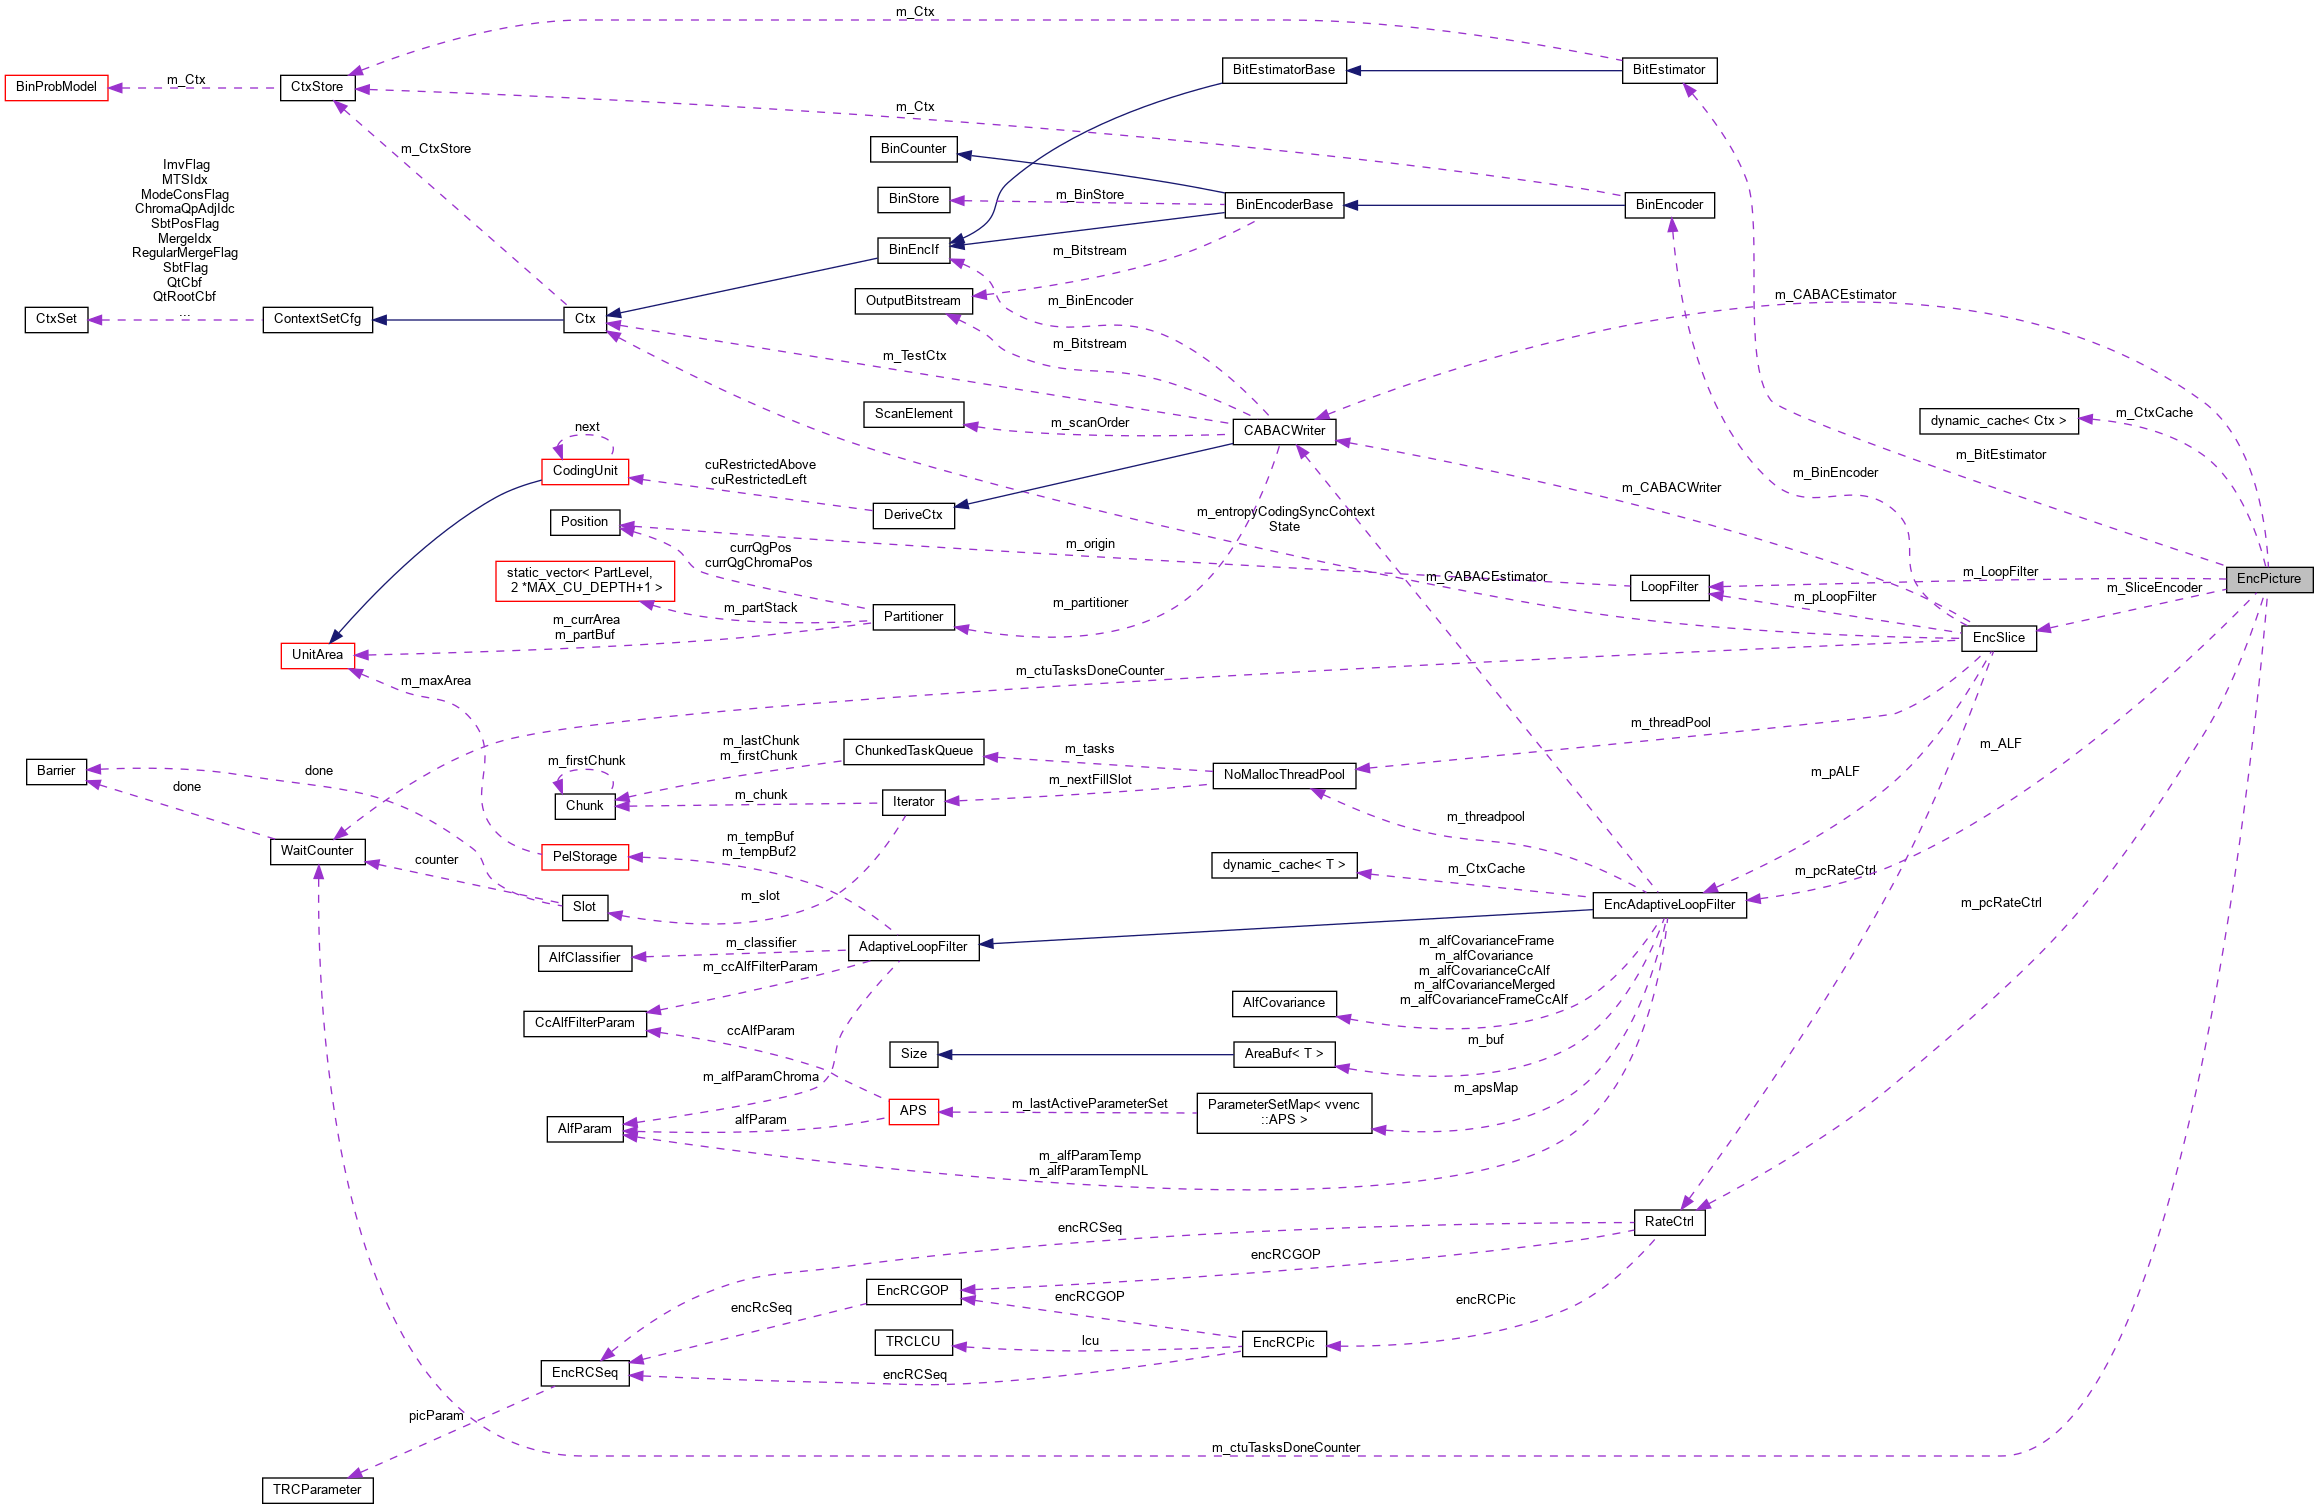 m_Ctx
BinProbModel
m_Ctx
CtxStore
BitEstimatorBase
BitEstimator
m_Ctx
m_CtxStore
BinCounter
ImvFlag
MTSIdx
ModeConsFlag
ChromaQpAdjIdc
SbtPosFlag
MergeIdx
RegularMergeFlag
SbtFlag
QtCbf
QtRootCbf
...
BinStore
m_BinStore
BinEncoderBase
BinEncoder
BinEncIf
m_Bitstream
OutputBitstream
m_BinEncoder
m_CABACEstimator
CtxSet
ContextSetCfg
Ctx
m_Bitstream
m_TestCtx
ScanElement
m_scanOrder
CABACWriter
dynamic_cache< Ctx >
m_CtxCache
next
CodingUnit
cuRestrictedAbove
cuRestrictedLeft
m_BitEstimator
m_BinEncoder
m_CABACWriter
Position
DeriveCtx
m_entropyCodingSyncContext
State
currQgPos
currQgChromaPos
m_origin
static_vector< PartLevel,
2 *MAX_CU_DEPTH+1 >
m_partStack
Partitioner
m_partitioner
m_CABACEstimator
LoopFilter
m_LoopFilter
m_pLoopFilter
m_SliceEncoder
EncPicture
m_currArea
m_partBuf
UnitArea
EncSlice
m_maxArea
m_ctuTasksDoneCounter
m_threadPool
m_ALF
Barrier
done
done
m_firstChunk
Chunk
m_lastChunk
m_firstChunk
ChunkedTaskQueue
m_tasks
NoMallocThreadPool
m_pALF
m_chunk
Iterator
m_nextFillSlot
m_threadpool
WaitCounter
counter
PelStorage
m_tempBuf
m_tempBuf2
dynamic_cache< T >
m_CtxCache
m_pcRateCtrl
Slot
m_slot
EncAdaptiveLoopFilter
m_pcRateCtrl
AlfClassifier
m_classifier
AdaptiveLoopFilter
m_ccAlfFilterParam
m_alfCovarianceFrame
m_alfCovariance
m_alfCovarianceCcAlf
m_alfCovarianceMerged
m_alfCovarianceFrameCcAlf
AlfCovariance
CcAlfFilterParam
ccAlfParam
Size
AreaBuf< T >
m_buf
m_alfParamChroma
m_apsMap
AlfParam
alfParam
APS
m_lastActiveParameterSet
ParameterSetMap< vvenc
::APS >
m_alfParamTemp
m_alfParamTempNL
RateCtrl
encRCSeq
encRCGOP
EncRCGOP
encRCGOP
encRCPic
encRcSeq
TRCLCU
lcu
EncRCPic
EncRCSeq
encRCSeq
picParam
m_ctuTasksDoneCounter
TRCParameter